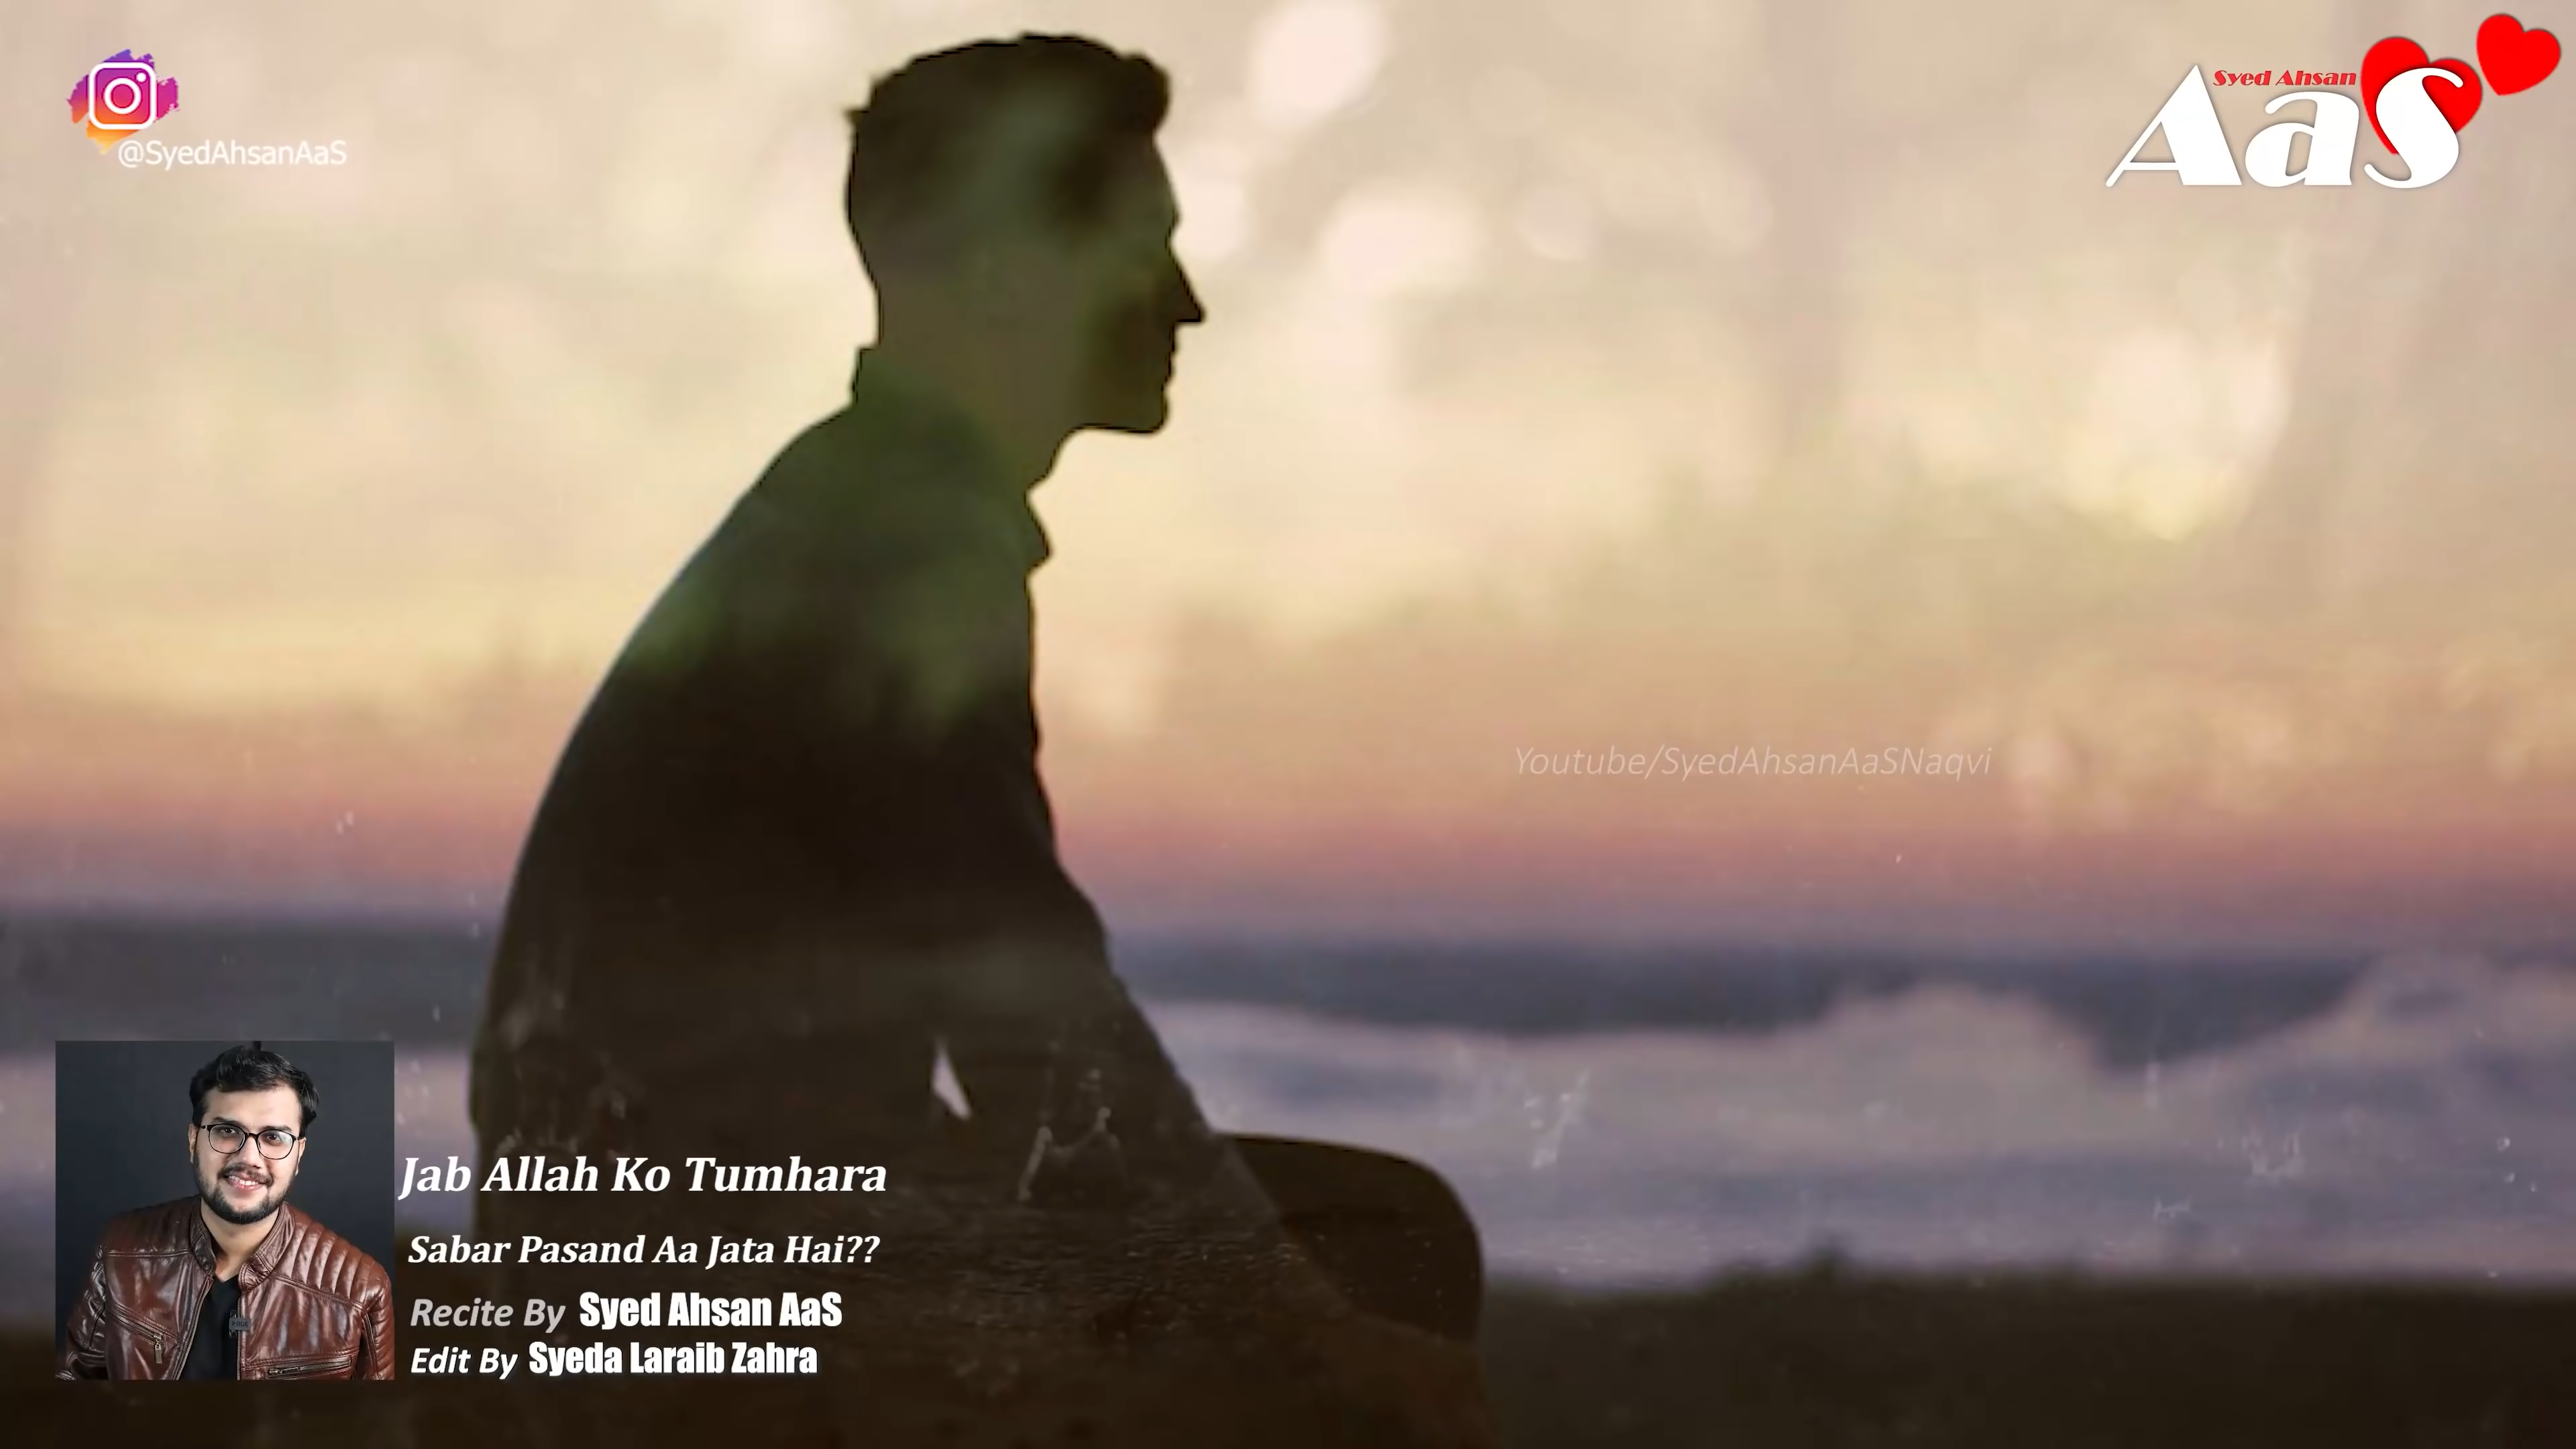 @SyedAhsanAaS
Syed Ahsan
AaS
Youtube/SyedAhsanAaSNaqvi
Jab Allah Ko Tumhara
Sabar Pasand Aa Jata Hai??
Recite By Syed Ahsan AaS
Edit By Syeda Laraib Zahra